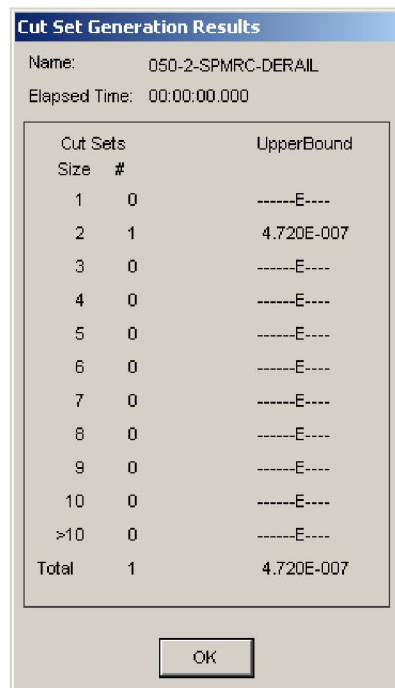 Cut Set Generation Results
Name: 050-2-SPMRC-DERAIL
Elapsed Time: 00:00:00.000
Cut Sets UpperBound
Size #
1 0 ------E----
2 1 4.720E-007
3 0 ------E----
4 0 ------E----
5 0 ------E----
6 0 ------E----
7 0 ------E----
8 0 ------E----
9 0 ------E----
10 0 ------E----
>10 0 ------E----
Total 1 4.720E-007
OK